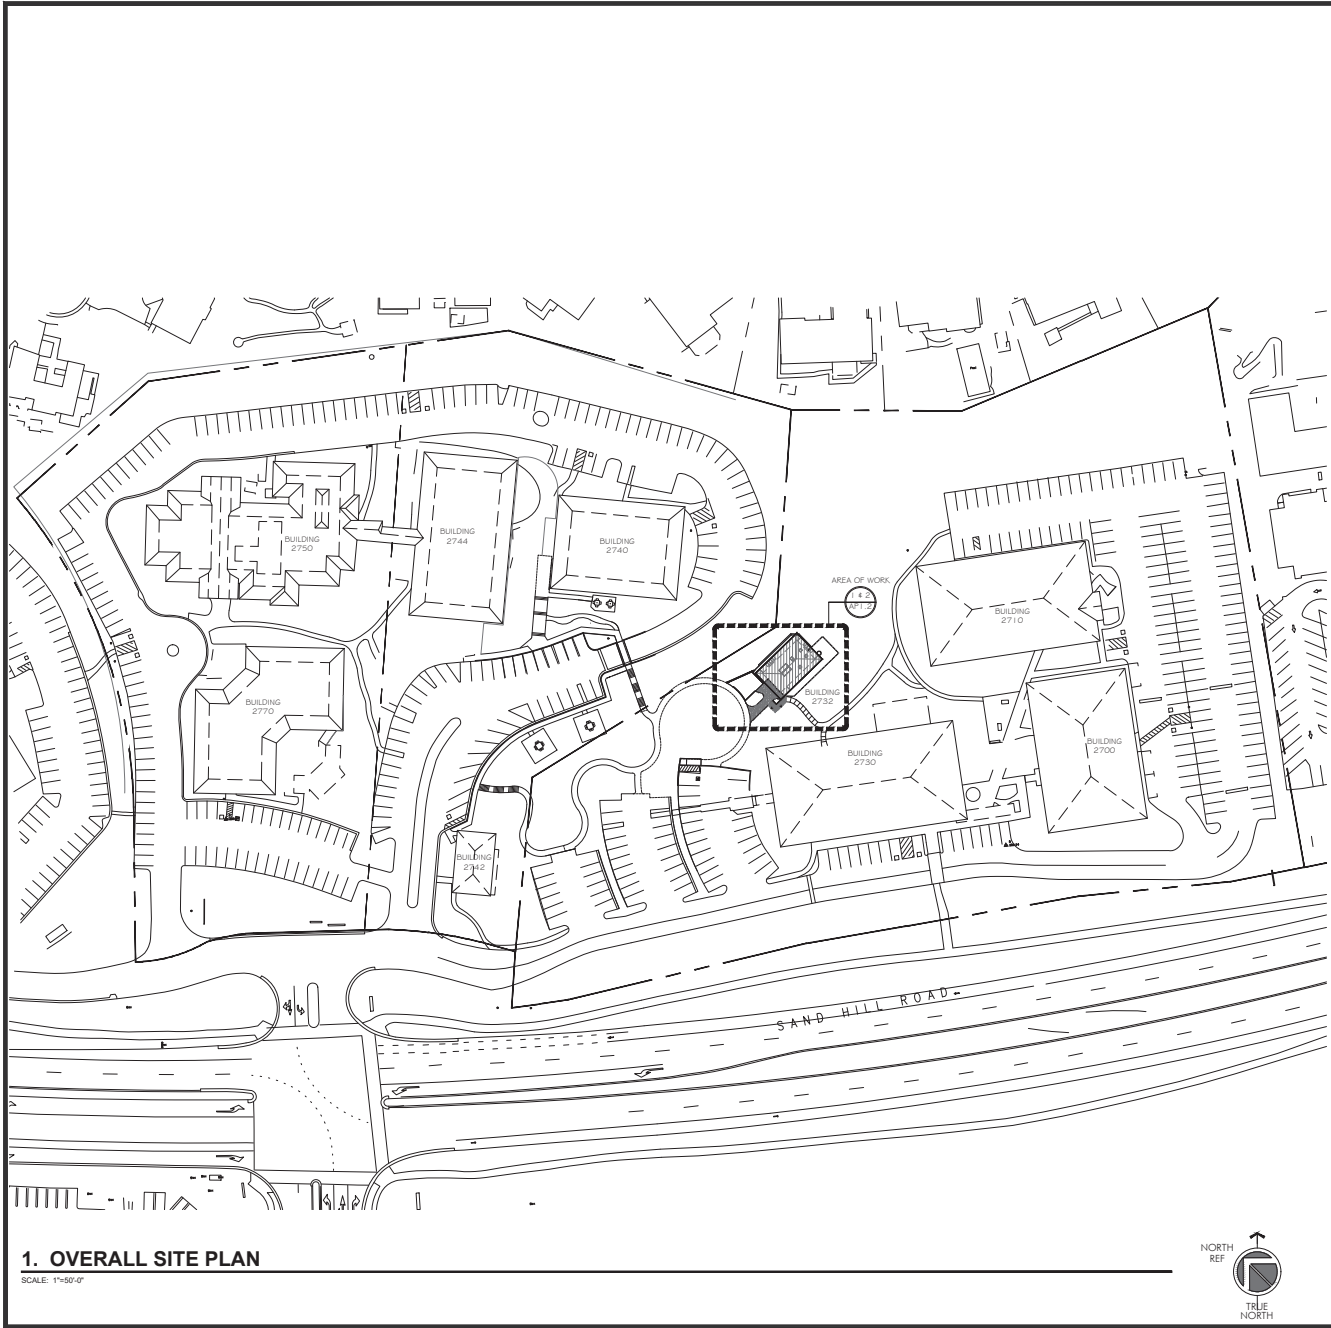 AREA OF WORK
1 & 2
AP1.2
BUILDING
2750
BUILDING
2744
BUILDING
2740
BUILDING
2710
BUILDING
2770
BUILDING
2732
BUILDING
2730
BUILDING
2700
BUILDING
2742
SAND HILL ROAD
1. OVERALL SITE PLAN
SCALE: 1"=50'-0"
NORTH
REF
TRUE
NORTH